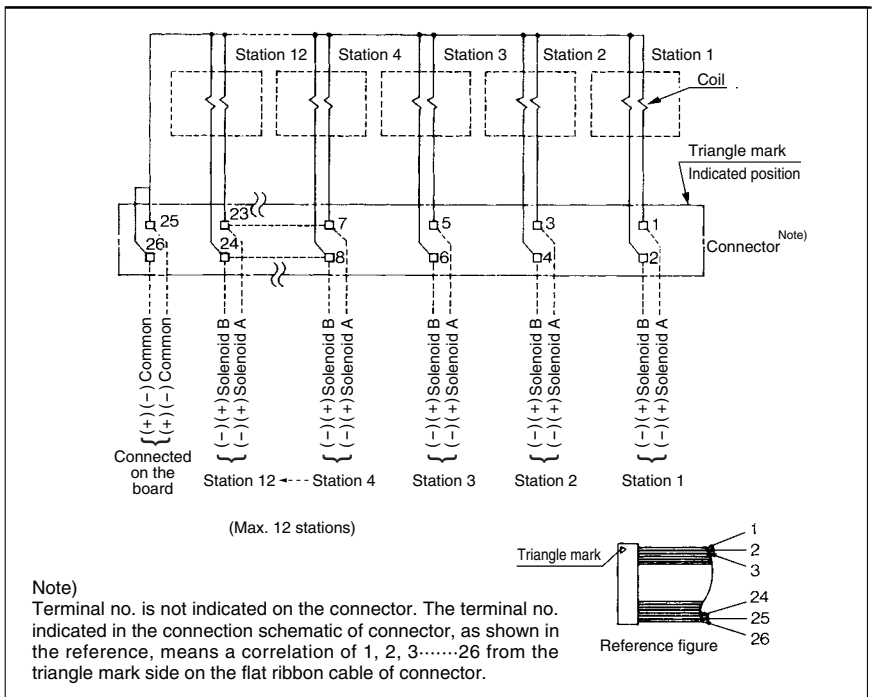 Station 12 Station 4 Station 3 Station 2 Station 1
Coil
Triangle mark
Indicated position
25 23 7 5 3 1
26 24 8 6 4 2
Connector Note)
(+)(−) Common
(+)(−) Common
(−)(+) Solenoid B
(−)(+) Solenoid A
(−)(+) Solenoid B
(−)(+) Solenoid A
(−)(+) Solenoid B
(−)(+) Solenoid A
(−)(+) Solenoid B
(−)(+) Solenoid A
(−)(+) Solenoid B
(−)(+) Solenoid A
Connected
on the
board
Station 12 Station 4 Station 3 Station 2 Station 1
(Max. 12 stations)
Triangle mark
1
2
3
24
25
26
Reference figure
Note)
Terminal no. is not indicated on the connector. The terminal no.
indicated in the connection schematic of connector, as shown in
the reference, means a correlation of 1, 2, 3·······26 from the
triangle mark side on the flat ribbon cable of connector.